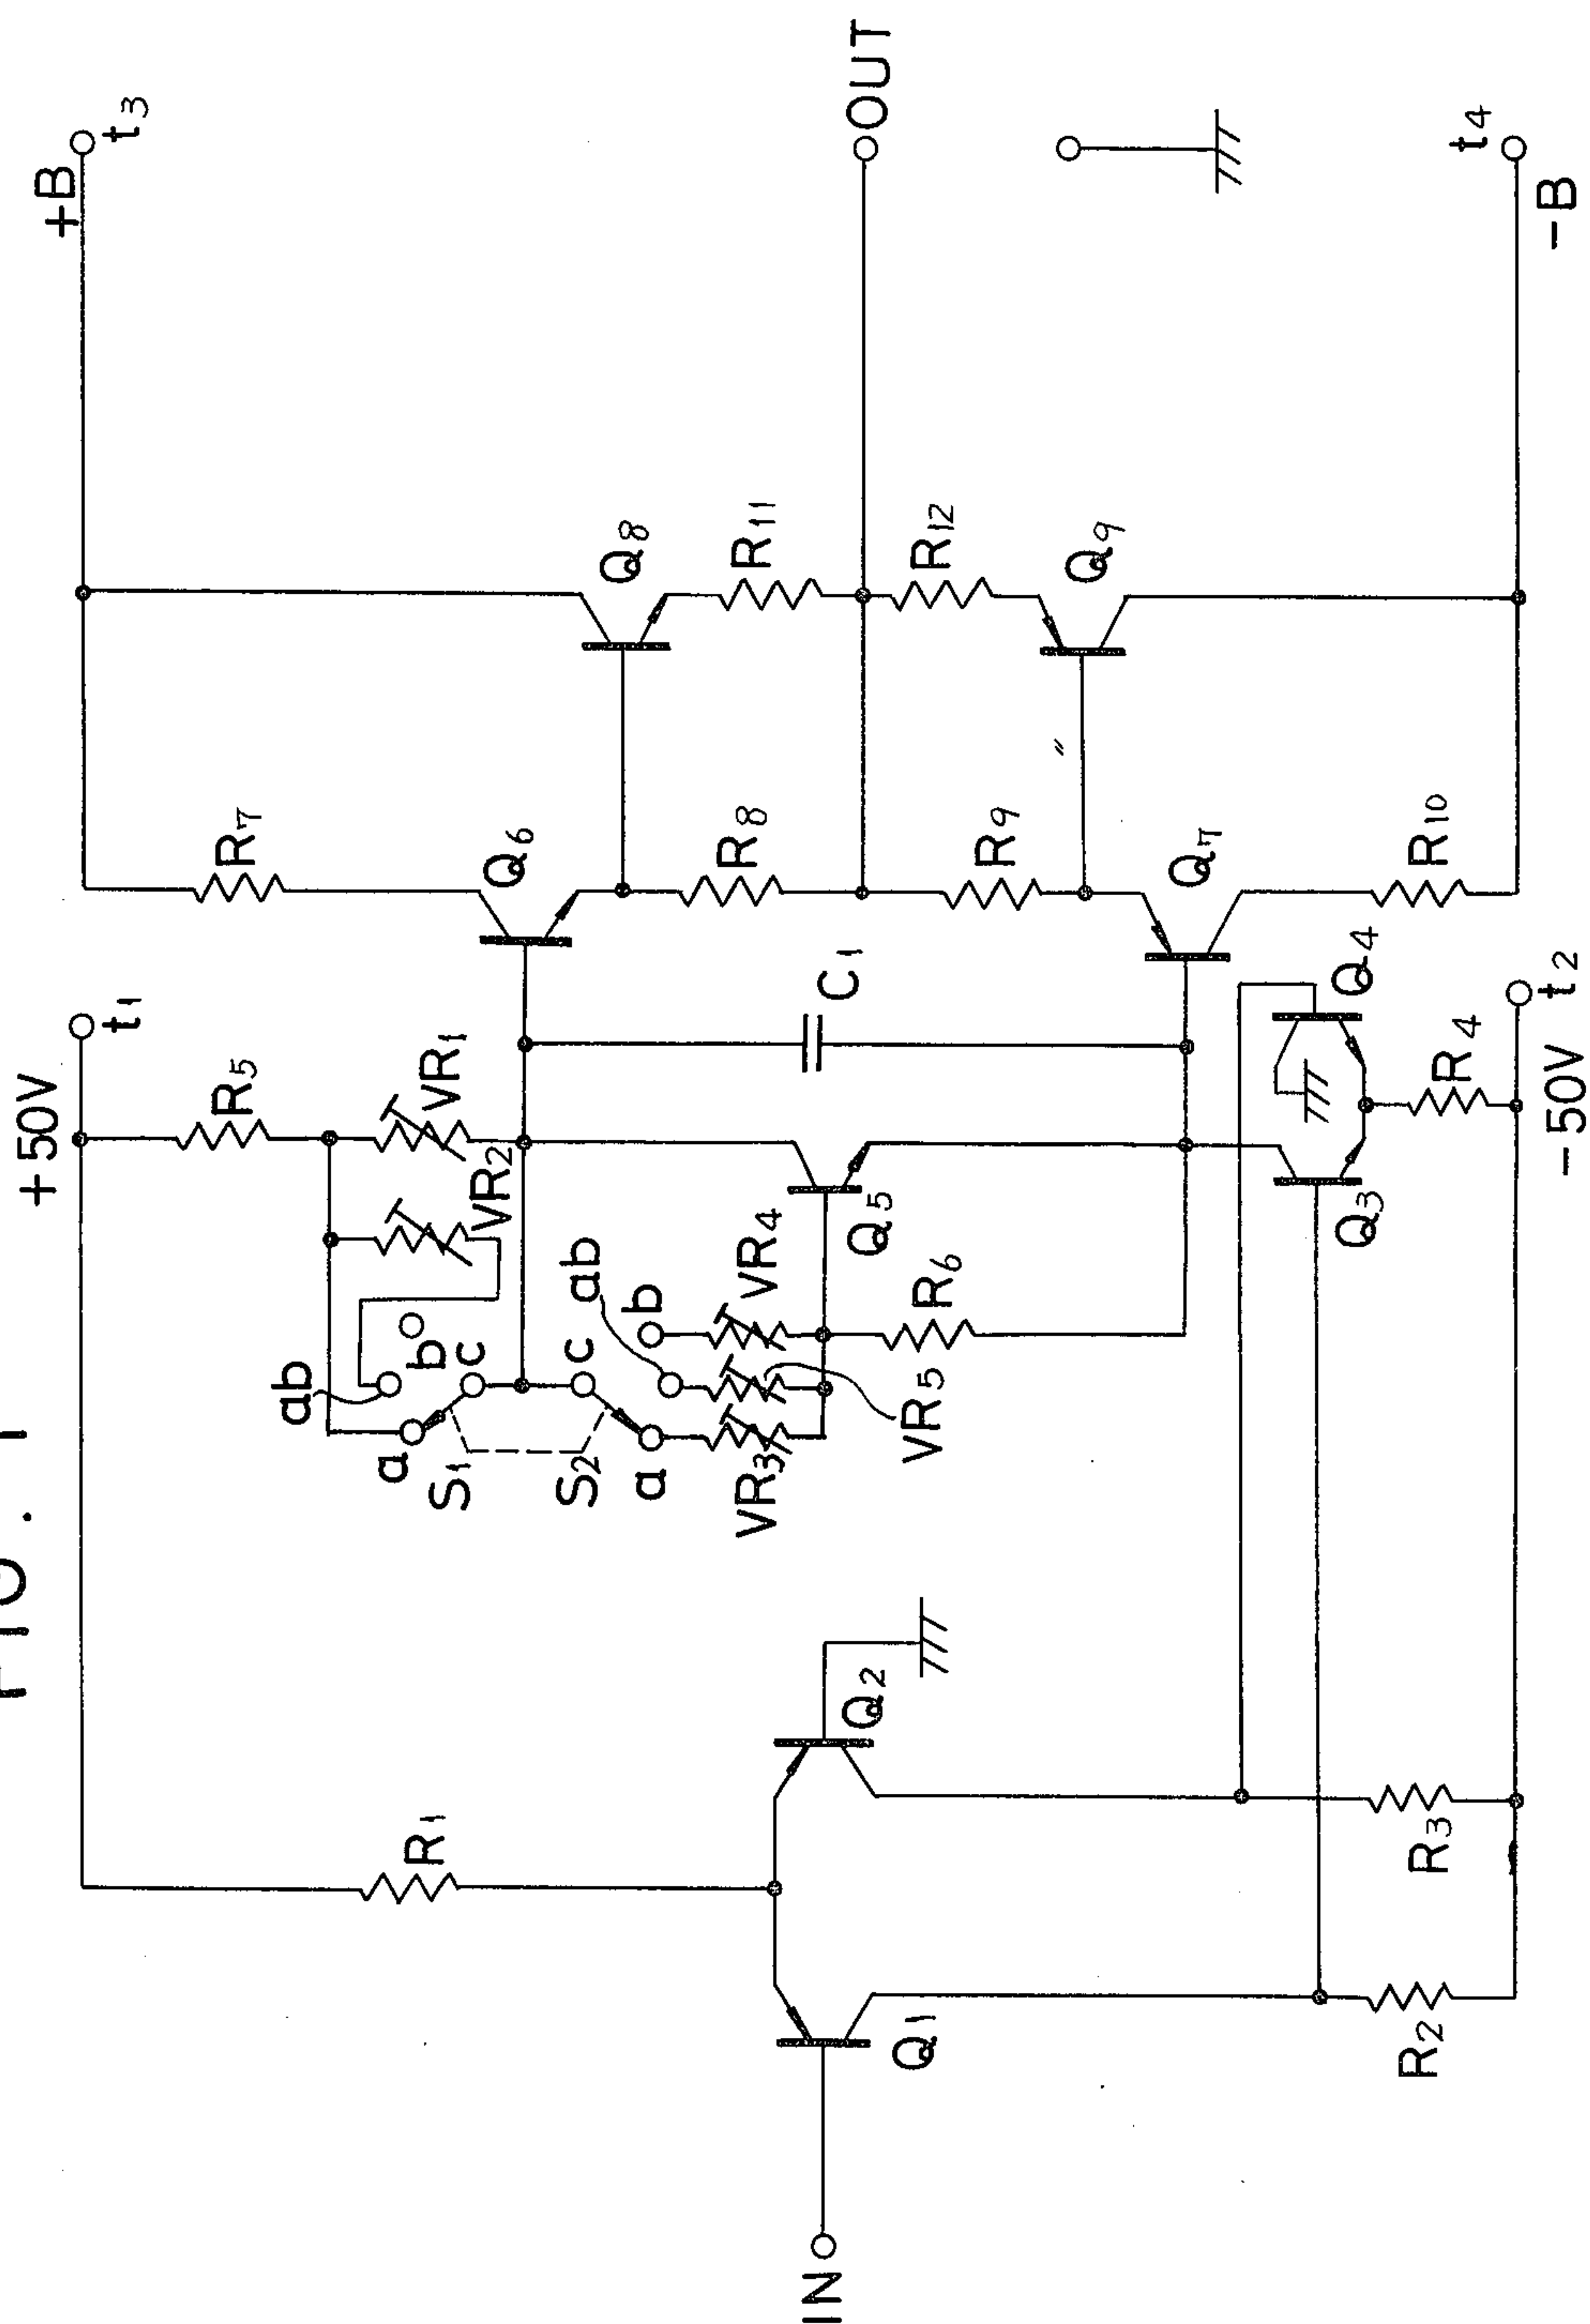 FIG. 1
+50V
t1
+B
t3
R5
VR1
VR2
R7
Q6
ab
a
b
c
S1
S2
c
a
ab
b
VR4
VR3
VR5
Q5
R6
C1
R8
Q8
R11
OUT
R9
R12
Q9
Q7
R10
R1
Q2
Q1
IN
R2
R3
Q3
Q4
R4
-50V
t2
t4
-B